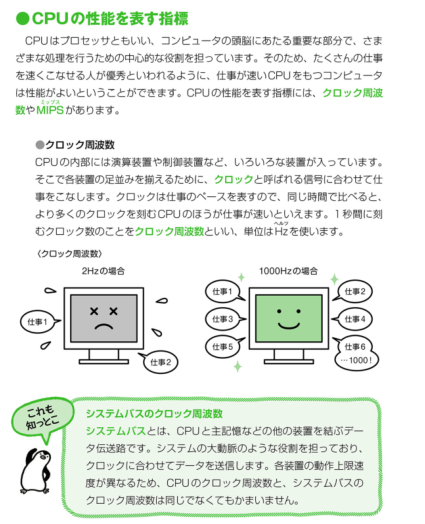 ●CPUの性能を表す指標
CPUはプロセッサともいい、コンピュータの頭脳にあたる重要な部分で、さま
ざまな処理を行うための中心的な役割を担っています。そのため、たくさんの仕事
を速くこなせる人が優秀といわれるように、仕事が速いCPUをもつコンピュータ
は性能がよいということができます。CPUの性能を表す指標には、クロック周波
ミップス
数やMIPSがあります。
●クロック周波数
CPUの内部には演算装置や制御装置など、いろいろな装置が入っています。
そこで各装置の足並みを揃えるために、クロックと呼ばれる信号に合わせて仕
事をこなします。クロックは仕事のペースを表すので、同じ時間で比べると、
より多くのクロックを刻むCPUのほうが仕事が速いといえます。1秒間に刻
ヘルツ
むクロック数のことをクロック周波数といい、単位はHzを使います。
〈クロック周波数〉
2Hzの場合
1000Hzの場合
仕事1
仕事2
仕事1
仕事2
仕事3
仕事4
仕事5
仕事6
…1000!
これも
知っとこ
システムバスのクロック周波数
システムバスとは、CPUと主記憶などの他の装置を結ぶデー
タ伝送路です。システムの大動脈のような役割を担っており、
クロックに合わせてデータを送信します。各装置の動作上限速
度が異なるため、CPUのクロック周波数と、システムバスの
クロック周波数は同じでなくてもかまいません。